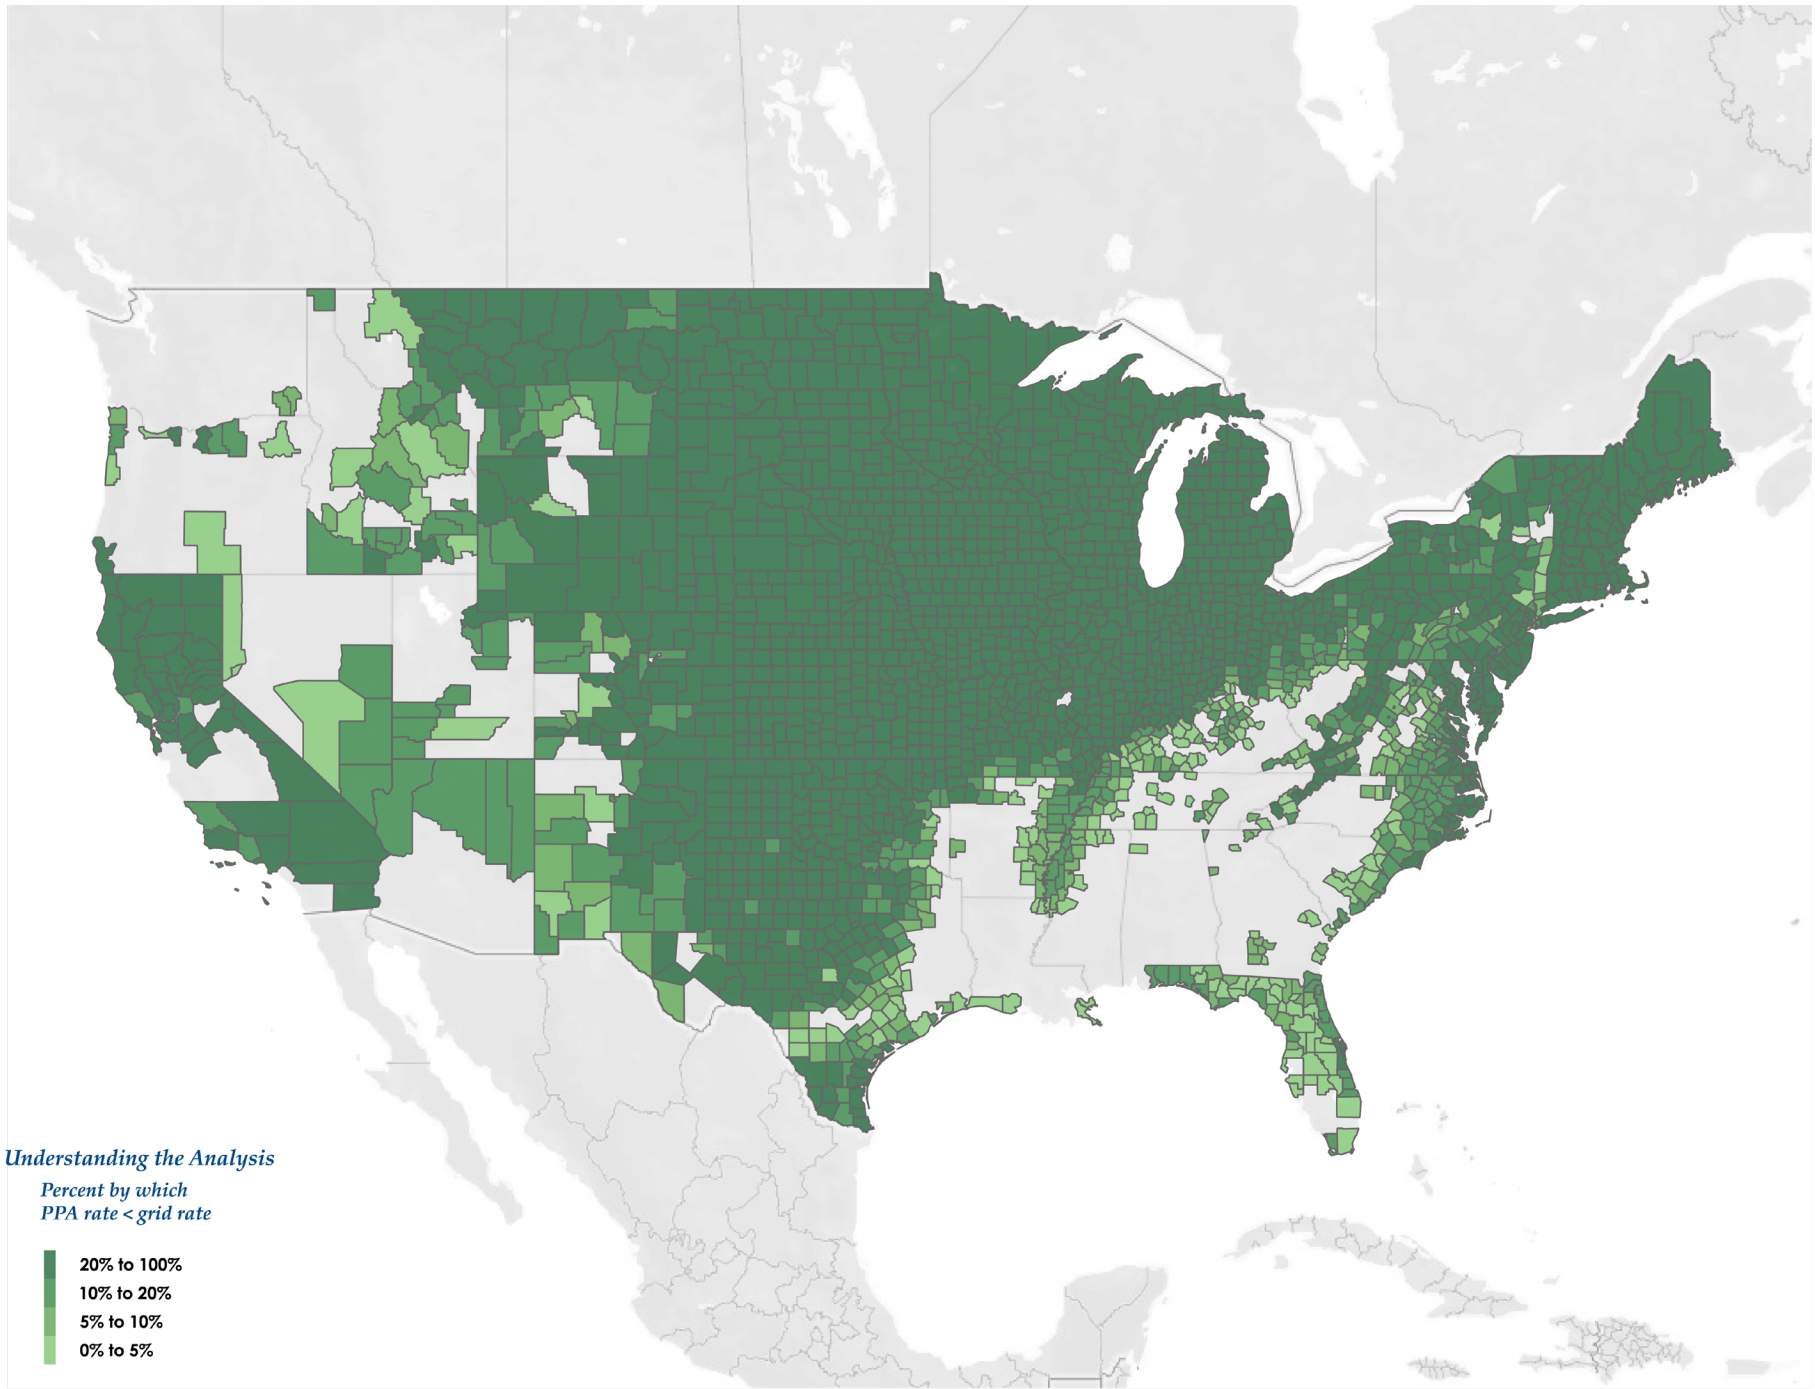 Understanding the Analysis
Percent by which
PPA rate < grid rate
20% to 100%
10% to 20%
5% to 10%
0% to 5%